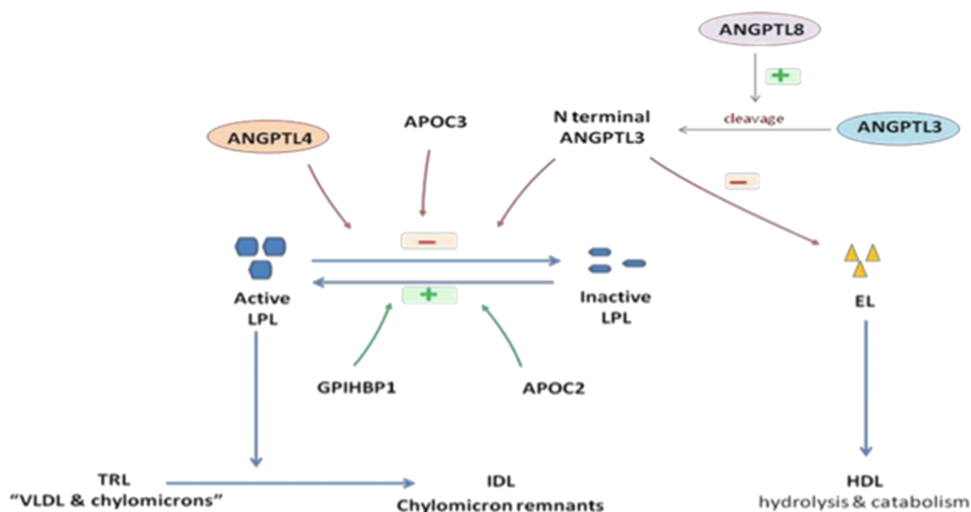 ANGPTL8
+
cleavage
ANGPTL3
N terminal
ANGPTL3
APOC3
ANGPTL4
−
−
+
Active
LPL
Inactive
LPL
EL
GPIHBP1
APOC2
TRL
"VLDL & chylomicrons"
IDL
Chylomicron remnants
HDL
hydrolysis & catabolism